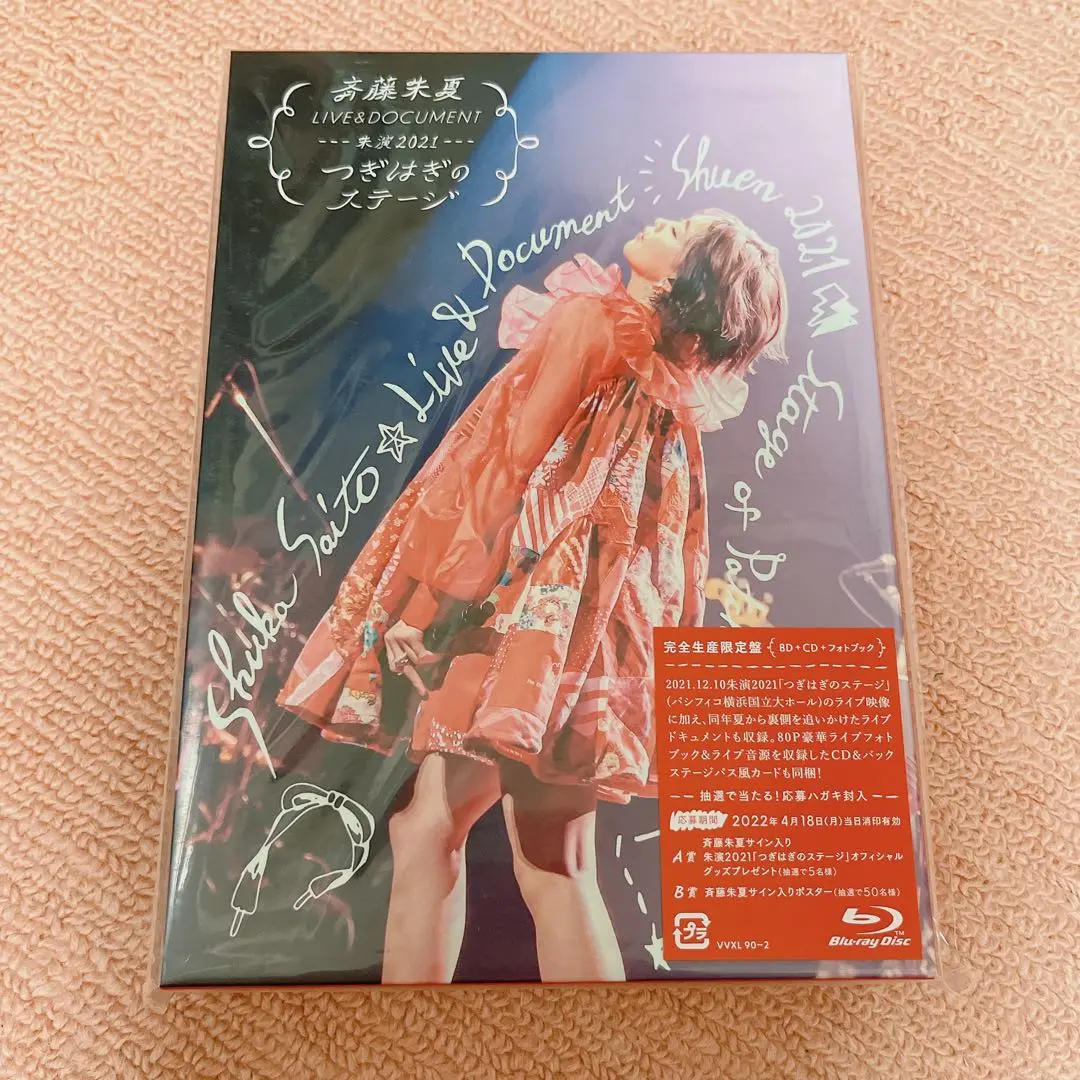 斉藤朱夏
LIVE&DOCUMENT
朱演2021
つぎはぎの
ステージ
Shuka Saito☆Live & Document Shuen 2021 Stage of
完全生産限定盤{BD+CD+フォトブック}
2021.12.10朱演2021「つぎはぎのステージ」
(パシフィコ横浜国立大ホール)のライブ映像
に加え、同年夏から裏側を追いかけたライブ
ドキュメントも収録。80P豪華ライブフォト
ブック&ライブ音源を収録したCD&バック
ステージパス風カードも同梱!
抽選で当たる!応募ハガキ封入
応募期間 2022年4月18日(月)当日消印有効
斉藤朱夏サイン入り
A賞 朱演2021「つぎはぎのステージ」オフィシャル
グッズプレゼント(抽選で5名様)
B賞 斉藤朱夏サイン入りポスター(抽選で50名様)
プラ
VVXL 90-2
Blu-ray Disc™